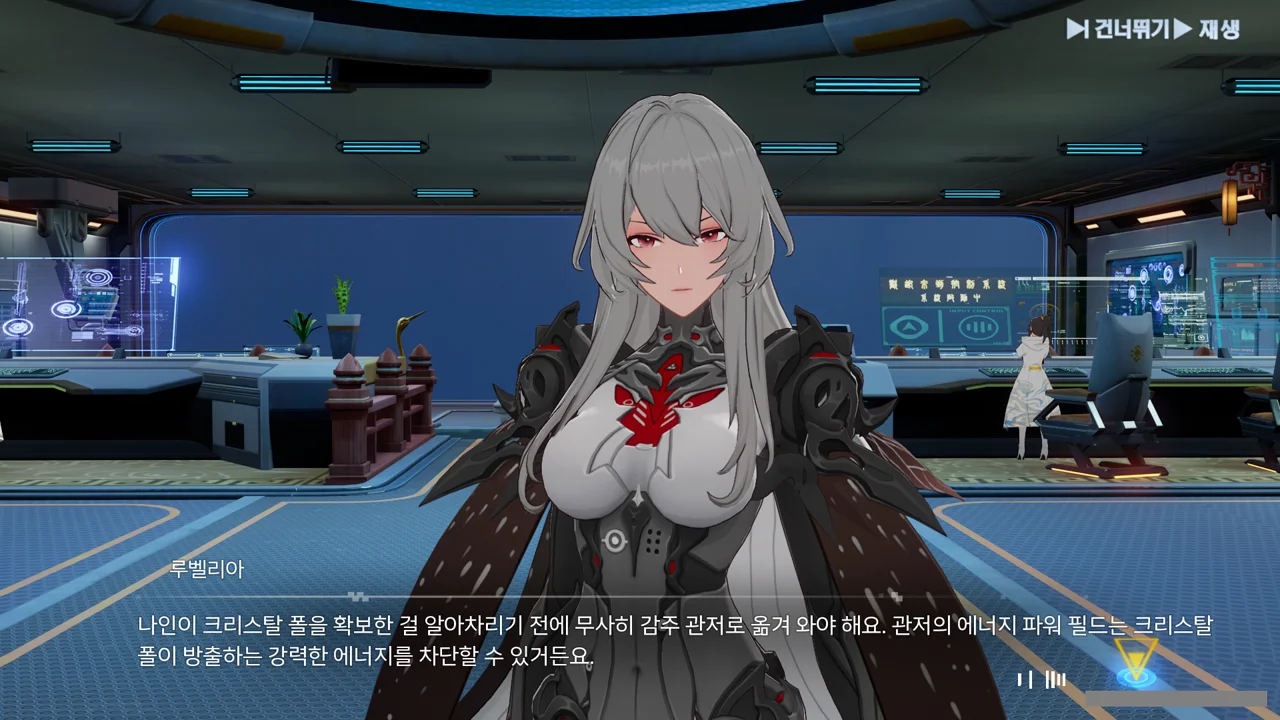 건너뛰기 재생
INPUT CONTROL
루벨리아
나인이 크리스탈 폴을 확보한 걸 알아차리기 전에 무사히 감주 관저로 옮겨 와야 해요. 관저의 에너지 파워 필드는 크리스탈
폴이 방출하는 강력한 에너지를 차단할 수 있거든요.